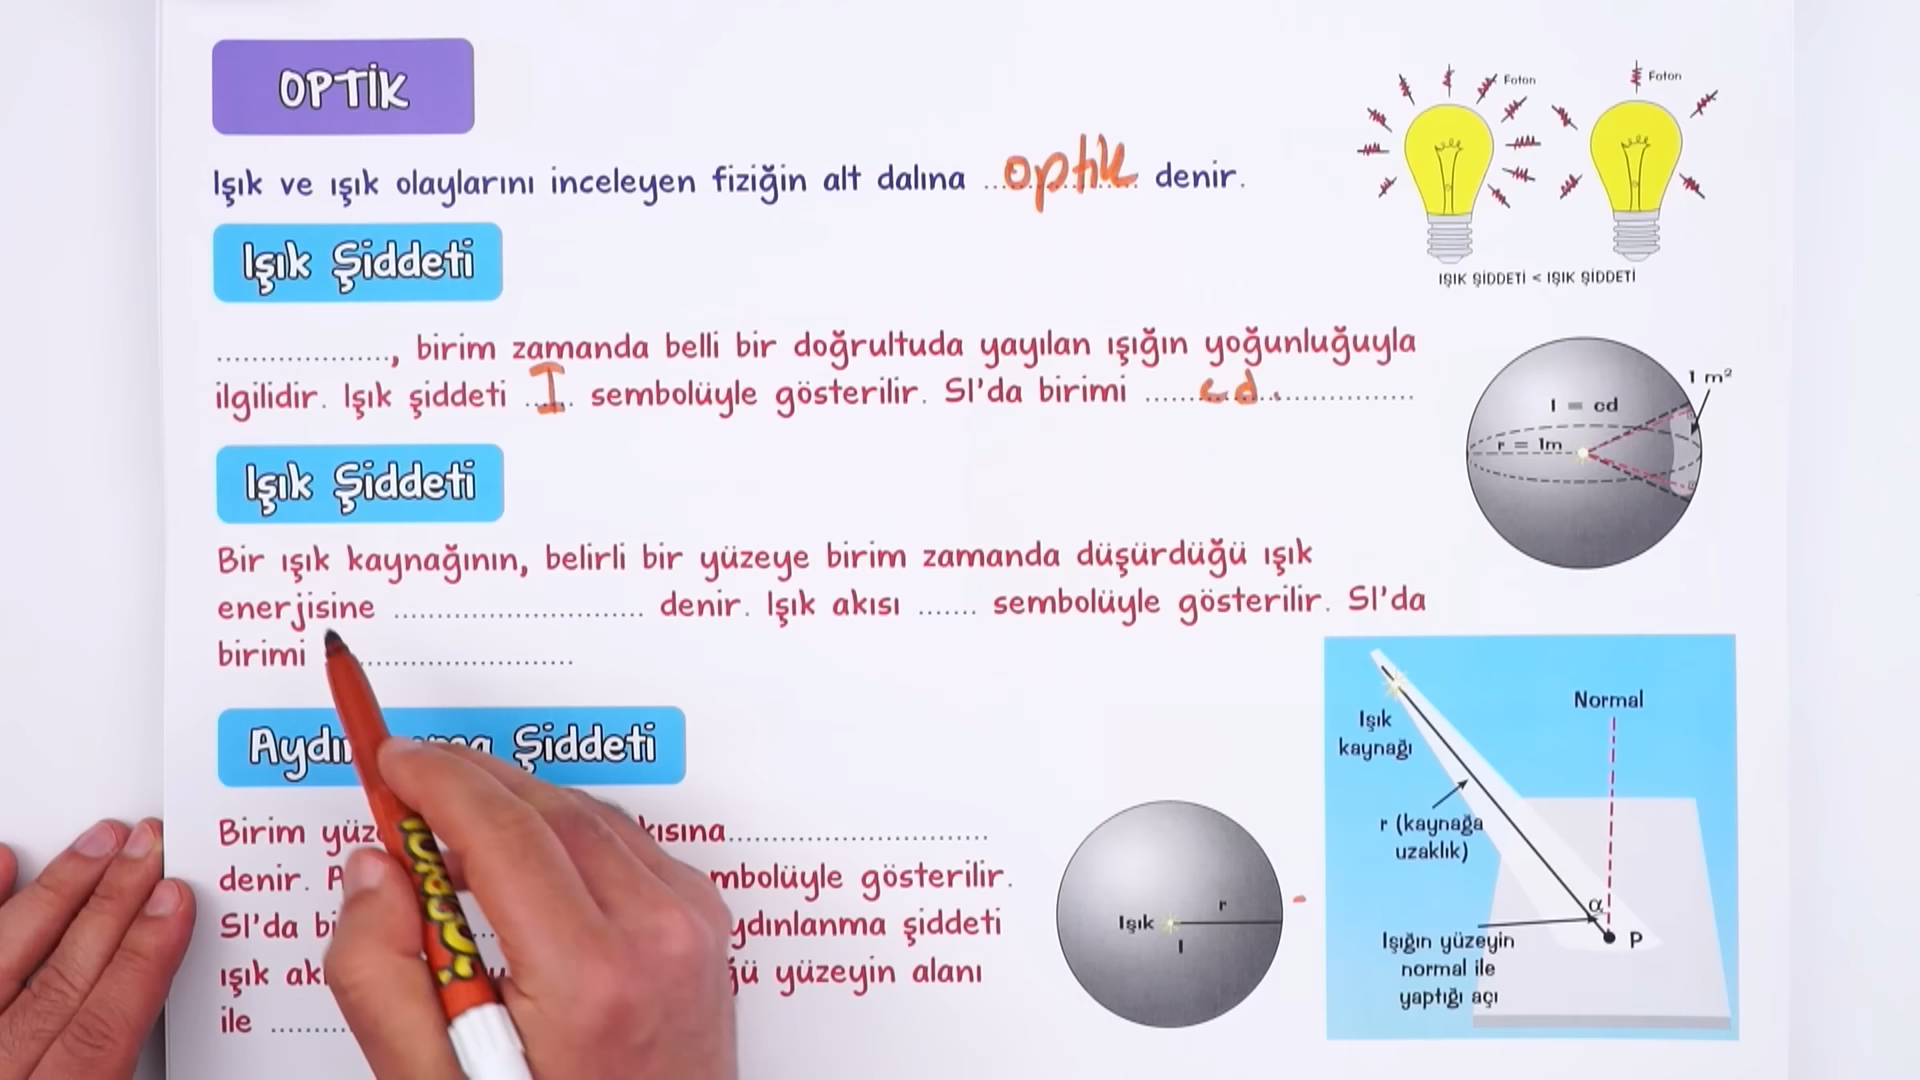 OPTİK
Işık ve ışık olaylarını inceleyen fiziğin alt dalına ...optik... denir.
Foton
Foton
IŞIK ŞİDDETİ < IŞIK ŞİDDETİ
Işık Şiddeti
..................., birim zamanda belli bir doğrultuda yayılan ışığın yoğunluğuyla
ilgilidir. Işık şiddeti ..I.. sembolüyle gösterilir. SI'da birimi ......cd...............
1 m²
I = cd
r = 1m
Işık Şiddeti
Bir ışık kaynağının, belirli bir yüzeye birim zamanda düşürdüğü ışık
enerjisine ........................... denir. Işık akısı ....... sembolüyle gösterilir. SI'da
birimi ........................
Şiddeti
Birim
denir.
mbolüyle gösterilir.
SI'da
ydınlanma şiddeti
ışık
yüzeyin alanı
ile .........
Işık
r
I
Işık
kaynağı
Normal
r (kaynağa
uzaklık)
α
P
Işığın yüzeyin
normal ile
yaptığı açı